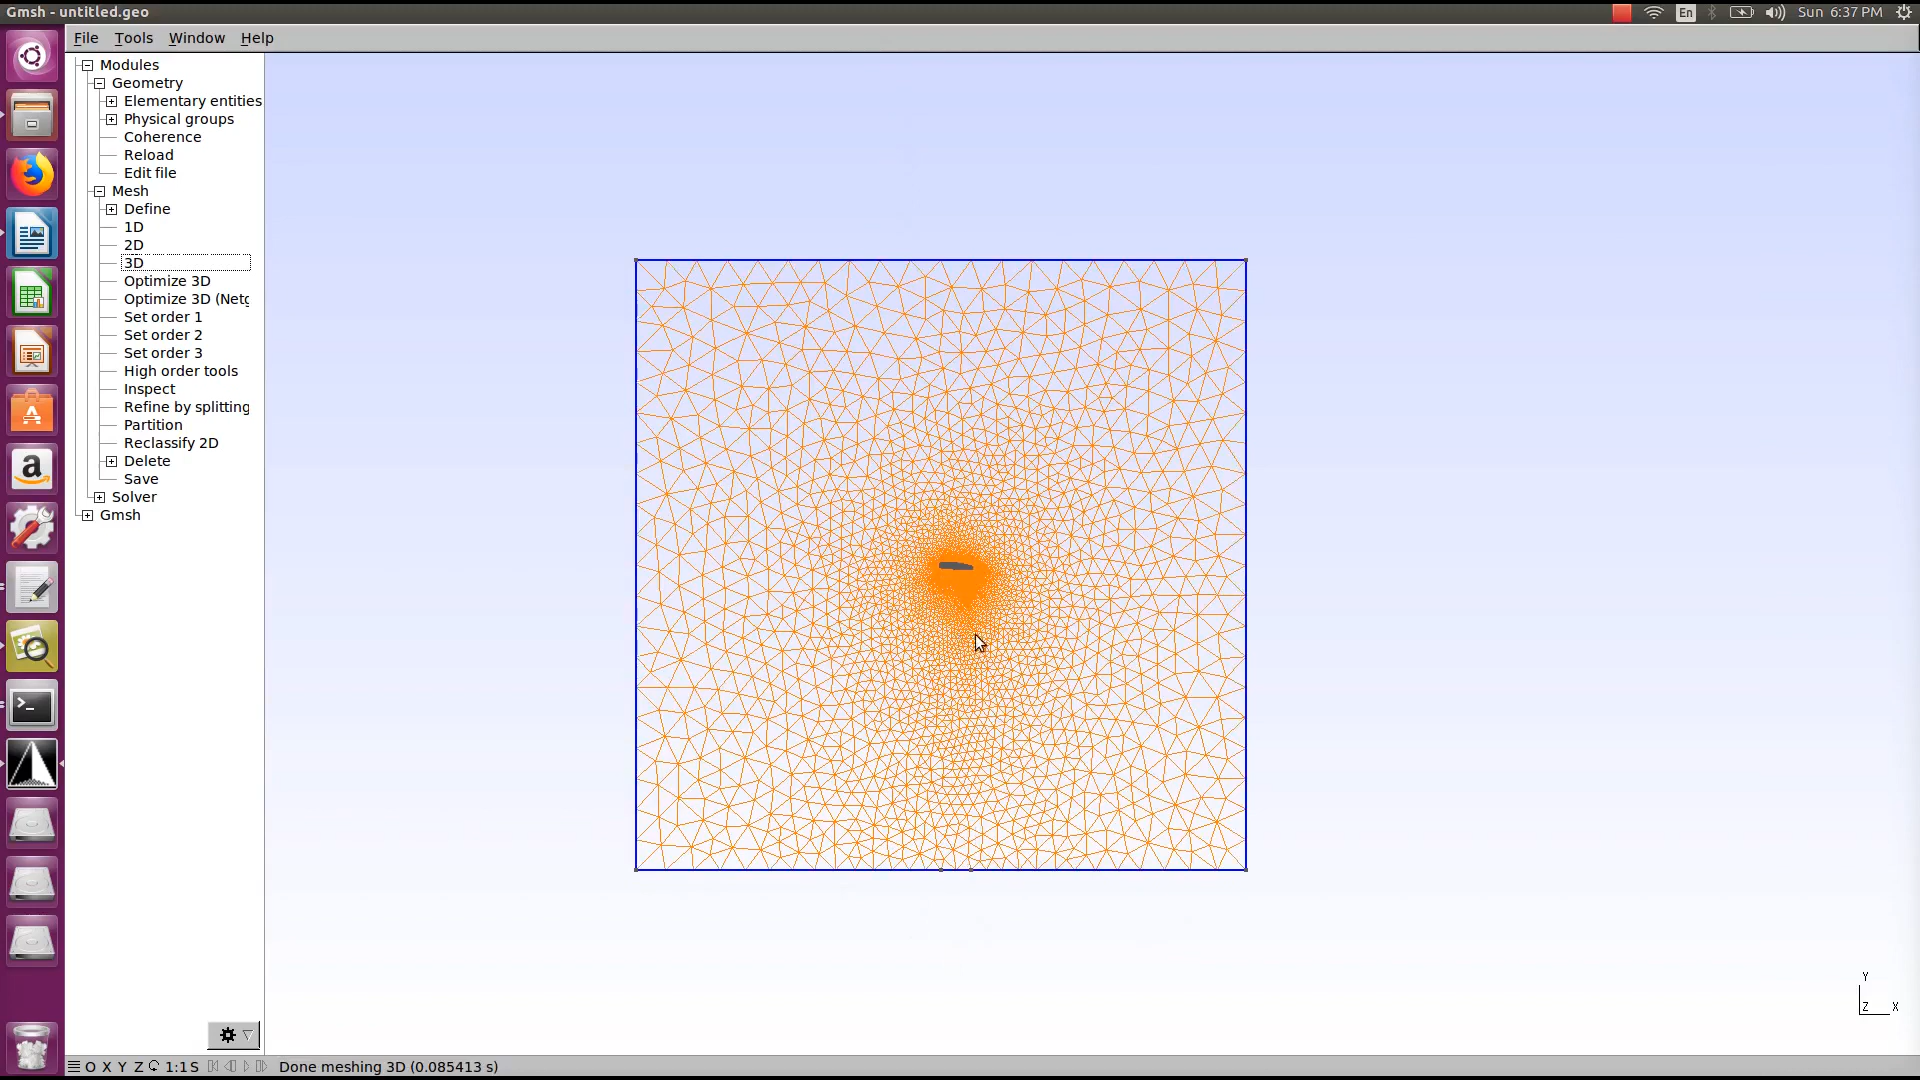 Gmsh - untitled.geo
En
Sun 6:37 PM
File Tools Window Help
Modules
Geometry
Elementary entities
Physical groups
Coherence
Reload
Edit file
Mesh
Define
1D
2D
3D
Optimize 3D
Optimize 3D (Netg
Set order 1
Set order 2
Set order 3
High order tools
Inspect
Refine by splitting
Partition
Reclassify 2D
Delete
Save
Solver
Gmsh
Y
Z X
O X Y Z 1:1 S Done meshing 3D (0.085413 s)